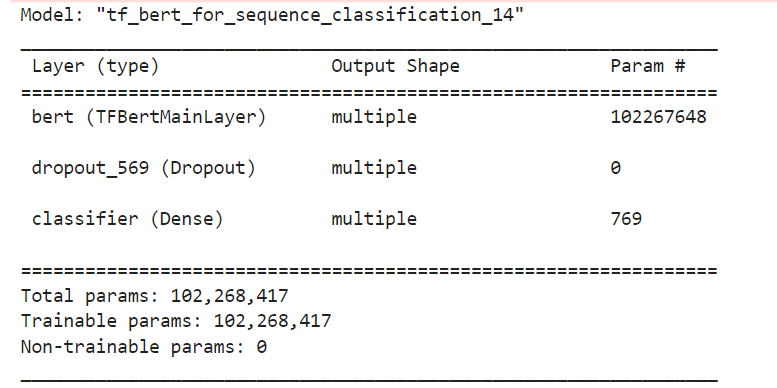 Model: "tf_bert_for_sequence_classification_14"
_________________________________________________________________
Layer (type) Output Shape Param #
=================================================================
bert (TFBertMainLayer) multiple 102267648
dropout_569 (Dropout) multiple 0
classifier (Dense) multiple 769
=================================================================
Total params: 102,268,417
Trainable params: 102,268,417
Non-trainable params: 0
_________________________________________________________________